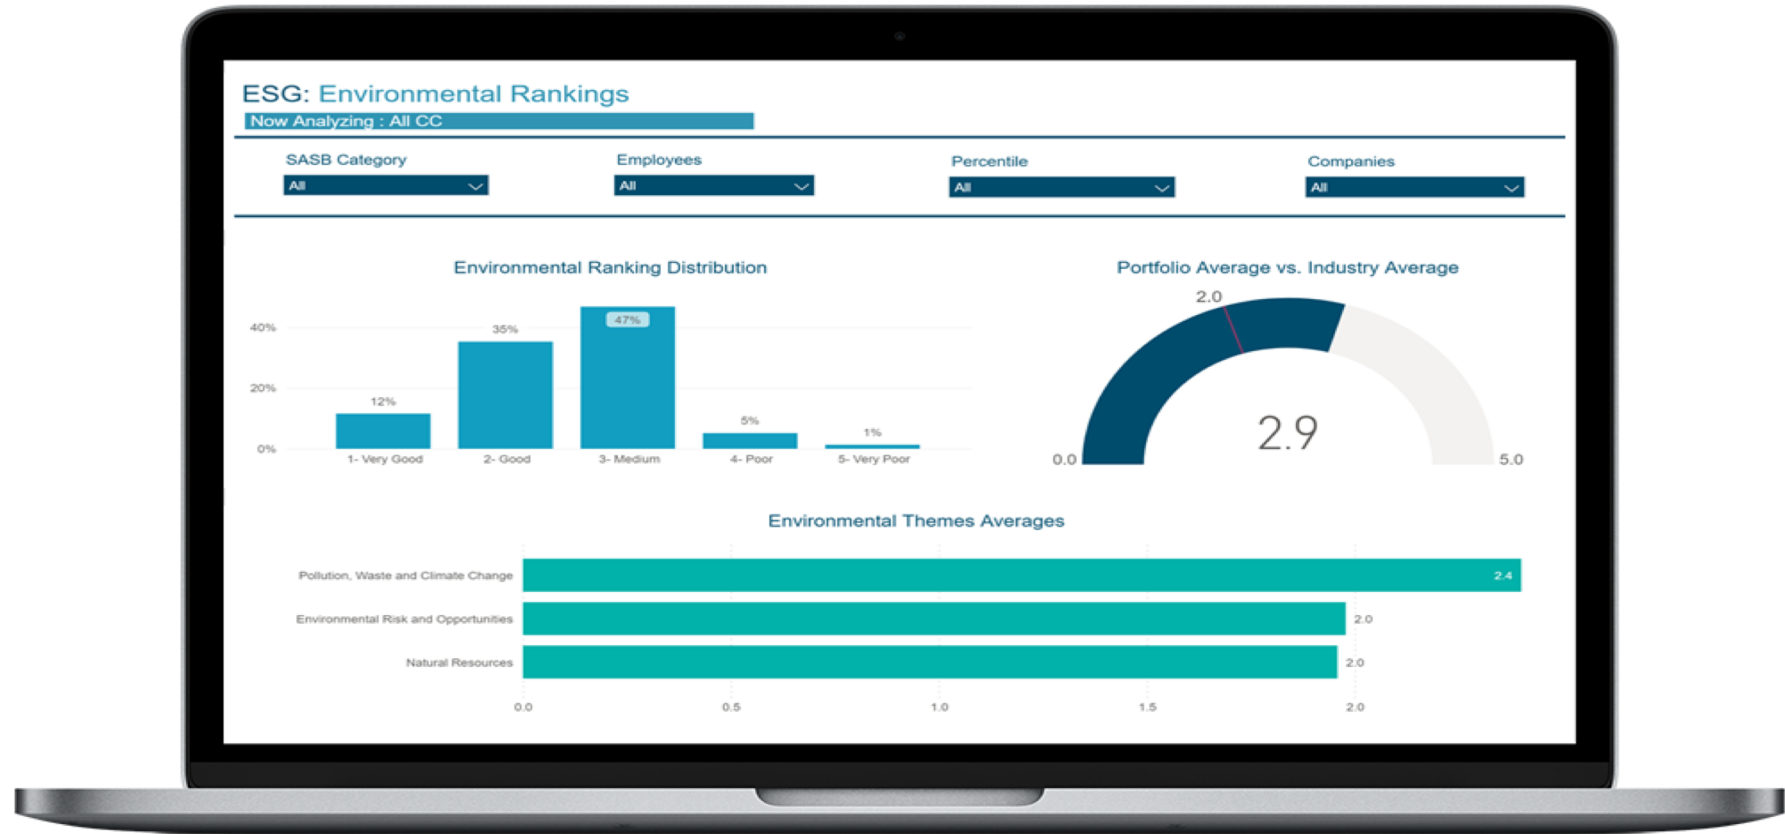 ESG: Environmental Rankings
Now Analyzing : All CC
SASB Category
All
Employees
All
Percentile
All
Companies
All
Environmental Ranking Distribution
40%
20%
0%
12%
35%
47%
5%
1%
1- Very Good
2- Good
3- Medium
4- Poor
5- Very Poor
Portfolio Average vs. Industry Average
2.0
2.9
0.0
5.0
Environmental Themes Averages
Pollution, Waste and Climate Change
2.4
Environmental Risk and Opportunities
2.0
Natural Resources
2.0
0.0
0.5
1.0
1.5
2.0